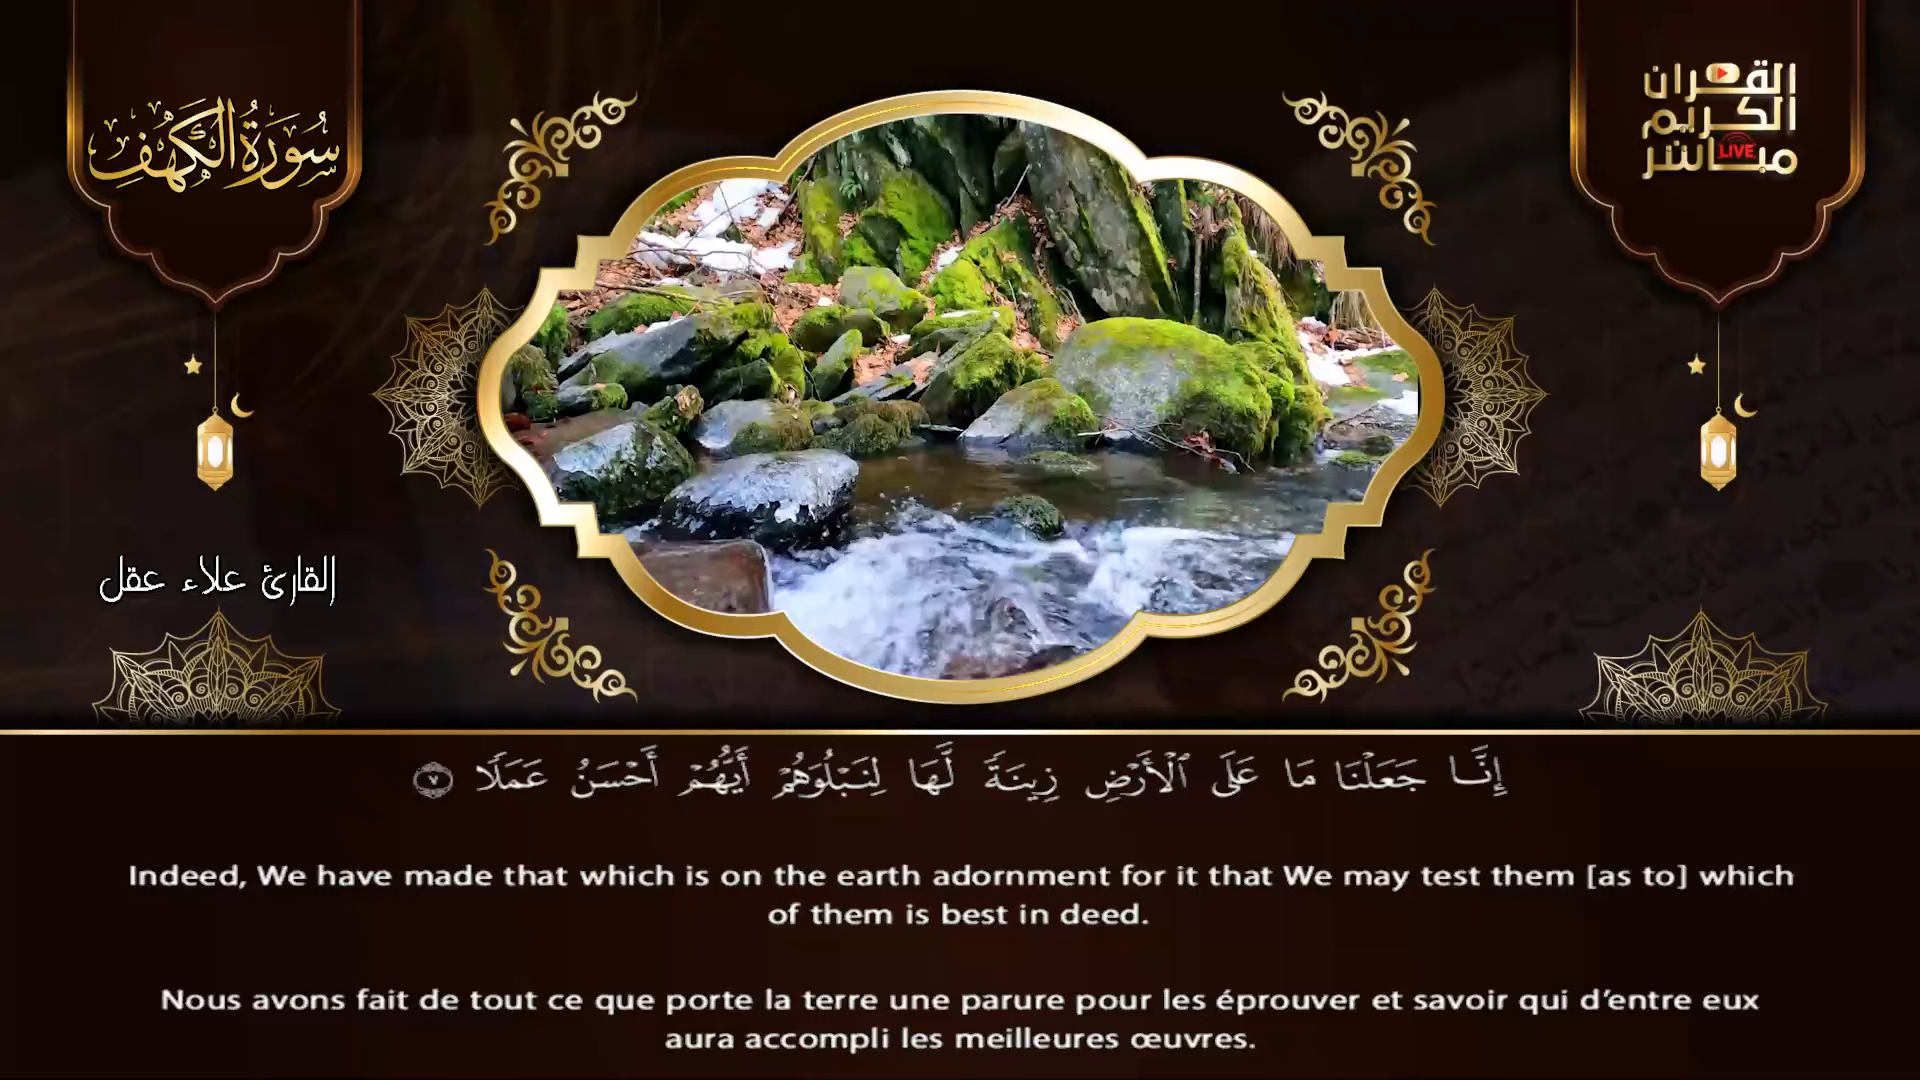 سُورَةُ الكَهْفِ
القرآن
الكريم
مباشر
LIVE
القارئ علاء عقل
إِنَّا جَعَلْنَا مَا عَلَى ٱلْأَرْضِ زِينَةً لَّهَا لِنَبْلُوَهُمْ أَيُّهُمْ أَحْسَنُ عَمَلًا ٧
Indeed, We have made that which is on the earth adornment for it that We may test them [as to] which
of them is best in deed.
Nous avons fait de tout ce que porte la terre une parure pour les éprouver et savoir qui d’entre eux
aura accompli les meilleures œuvres.